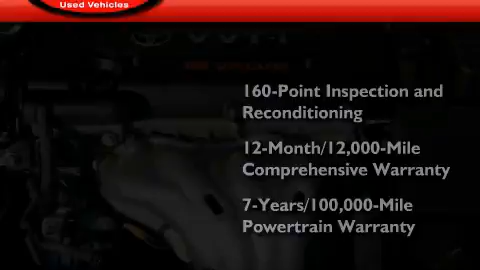 Used Vehicles
160-Point Inspection and
Reconditioning
12-Month/12,000-Mile
Comprehensive Warranty
7-Years/100,000-Mile
Powertrain Warranty